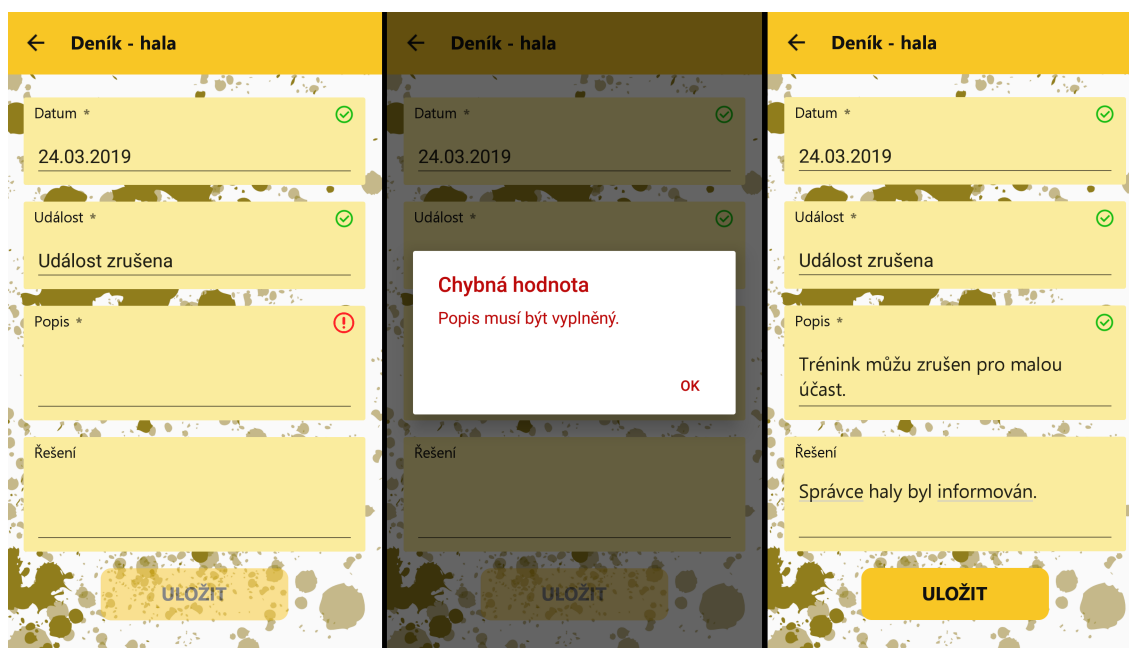 Deník - hala
Datum *
24.03.2019
Událost *
Událost zrušena
Popis *
Řešení
ULOŽIT
Deník - hala
Datum *
24.03.2019
Událost *
Chybná hodnota
Popis musí být vyplněný.
OK
Řešení
ULOŽIT
Deník - hala
Datum *
24.03.2019
Událost *
Událost zrušena
Popis *
Trénink můžu zrušen pro malou
účast.
Řešení
Správce haly byl informován.
ULOŽIT